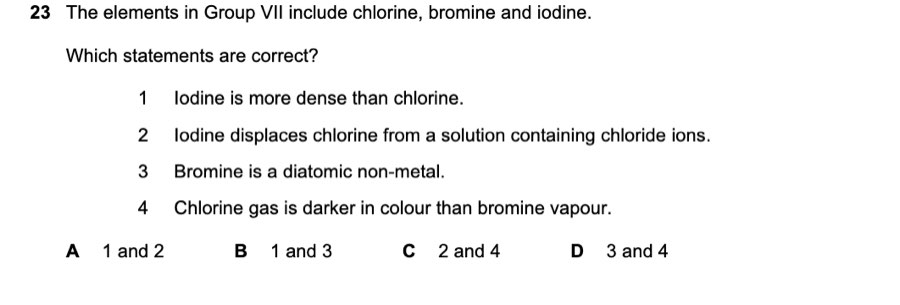 23 The elements in Group VII include chlorine, bromine and iodine.
Which statements are correct?
1 Iodine is more dense than chlorine.
2 Iodine displaces chlorine from a solution containing chloride ions.
3 Bromine is a diatomic non-metal.
4 Chlorine gas is darker in colour than bromine vapour.
A 1 and 2 B 1 and 3 C 2 and 4 D 3 and 4